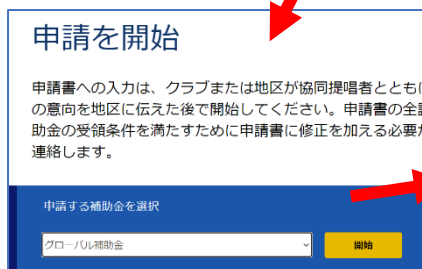 申請を開始
申請書への入力は、クラブまたは地区が協同提唱者ととも
の意向を地区に伝えた後で開始してください。申請書の全
助金の受領条件を満たすために申請書に修正を加える必要
連絡します。
申請する補助金を選択
グローバル補助金
開始